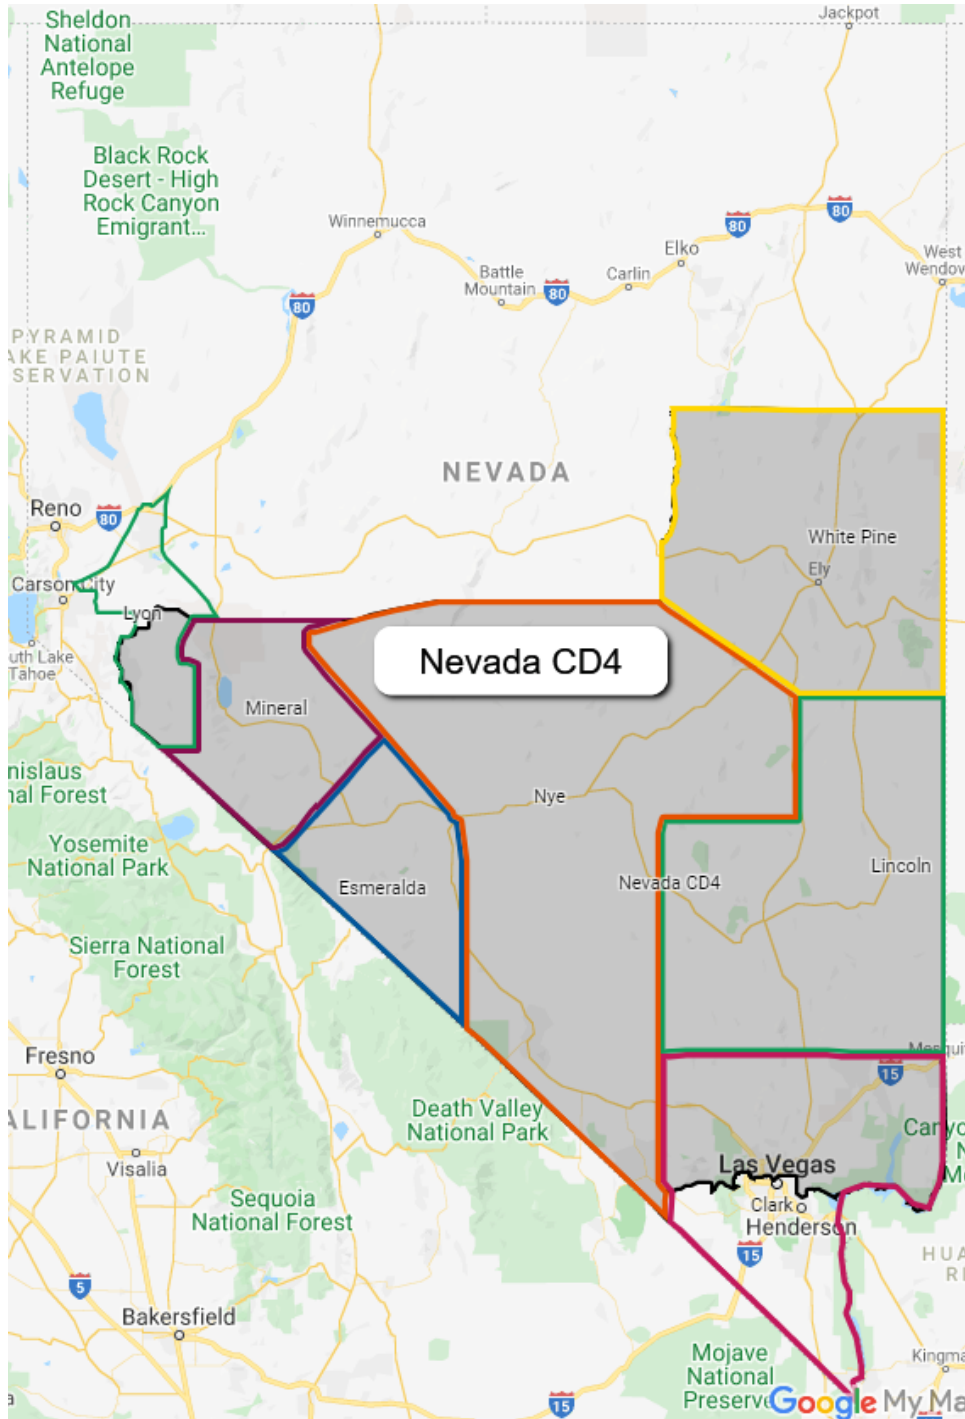 Sheldon
National
Antelope
Refuge
Jackpot
Black Rock
Desert - High
Rock Canyon
Emigrant...
Winnemucca
80
80
Elko
West
Wendov
Battle
Mountain
80
Carlin
80
PYRAMID
AKE PAIUTE
SERVATION
NEVADA
Reno
80
White Pine
Ely
Carson City
Lyon
uth Lake
Tahoe
Nevada CD4
Mineral
nislaus
nal Forest
Nye
Yosemite
National Park
Esmeralda
Nevada CD4
Lincoln
Sierra National
Forest
Fresno
Mesqui
15
Death Valley
National Park
ALIFORNIA
Visalia
Cany
N
M
Las Vegas
Sequoia
National Forest
Clark
Henderson
15
HUA
R
5
Bakersfield
Mojave
National
Preserve
Kingma
15
Google My Ma